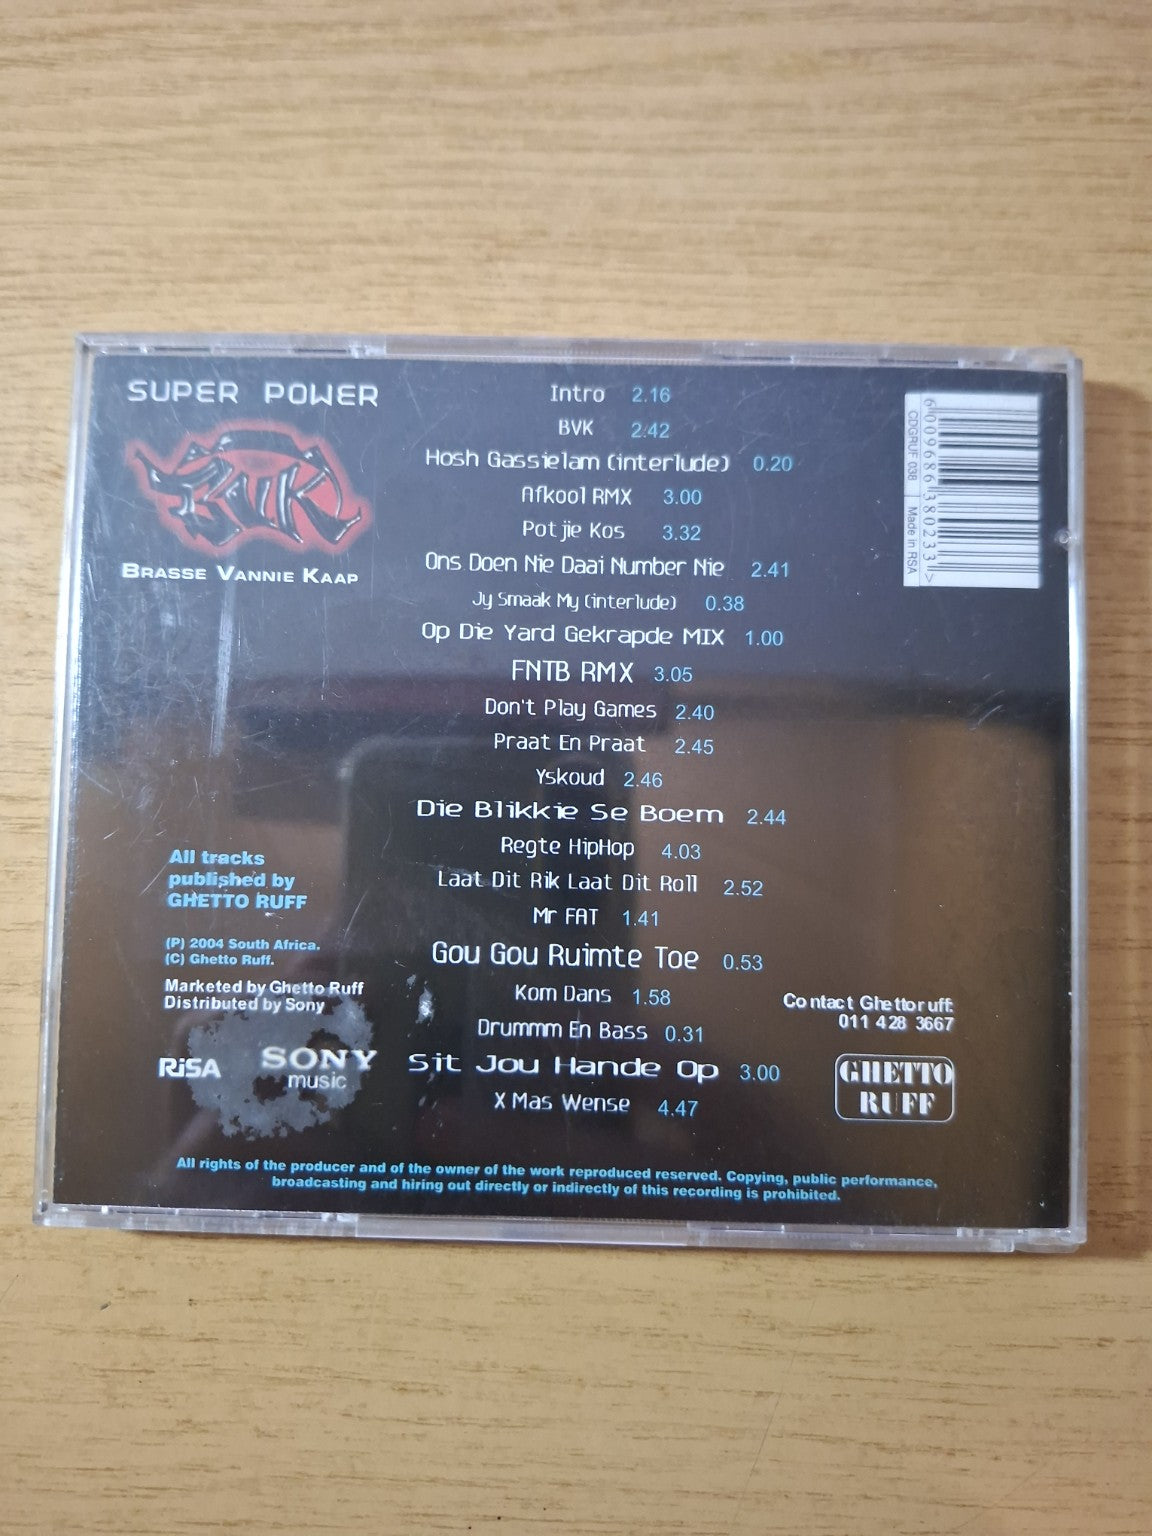 SUPER POWER
BVK
BRASSE VANNIE KAAP
Intro 2.16
BVK 2.42
Hosh Gassielam (interlude) 0.20
Afkool RMX 3.00
Potjie Kos 3.32
Ons Doen Nie Daai Number Nie 2.41
Jy Smaak My (interlude) 0.38
Op Die Yard Gekrapde MIX 1.00
FNTB RMX 3.05
Don't Play Games 2.40
Praat En Praat 2.45
Yskoud 2.46
Die Blikkie Se Boem 2.44
Regte HipHop 4.03
Laat Dit Rik Laat Dit Roll 2.52
Mr FAT 1.41
Gou Gou Ruimte Toe 0.53
Kom Dans 1.58
Drummm En Bass 0.31
Sit Jou Hande Op 3.00
X Mas Wense 4.47
6 009686 380233 >
CDGRUF 038 Made in RSA
All tracks
published by
GHETTO RUFF
(P) 2004 South Africa.
(C) Ghetto Ruff.
Marketed by Ghetto Ruff
Distributed by Sony
RiSA
SONY
music
Contact Ghettoruff:
011 428 3667
GHETTO
RUFF
All rights of the producer and of the owner of the work reproduced reserved. Copying, public performance,
broadcasting and hiring out directly or indirectly of this recording is prohibited.